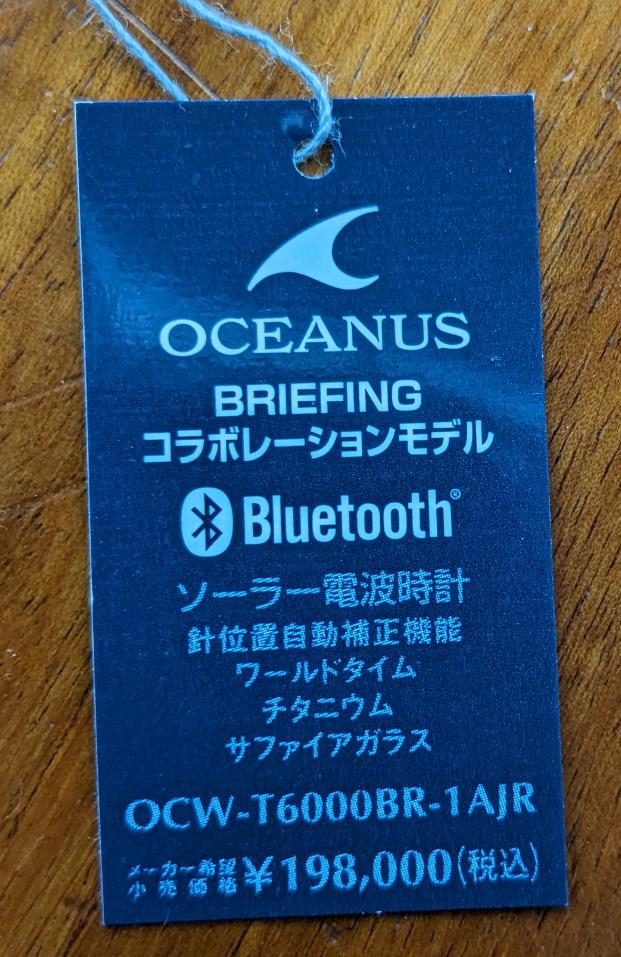 OCEANUS
BRIEFING
コラボレーションモデル
Bluetooth®
ソーラー電波時計
針位置自動補正機能
ワールドタイム
チタニウム
サファイアガラス
OCW-T6000BR-1AJR
メーカー希望小売価格 ¥198,000(税込)